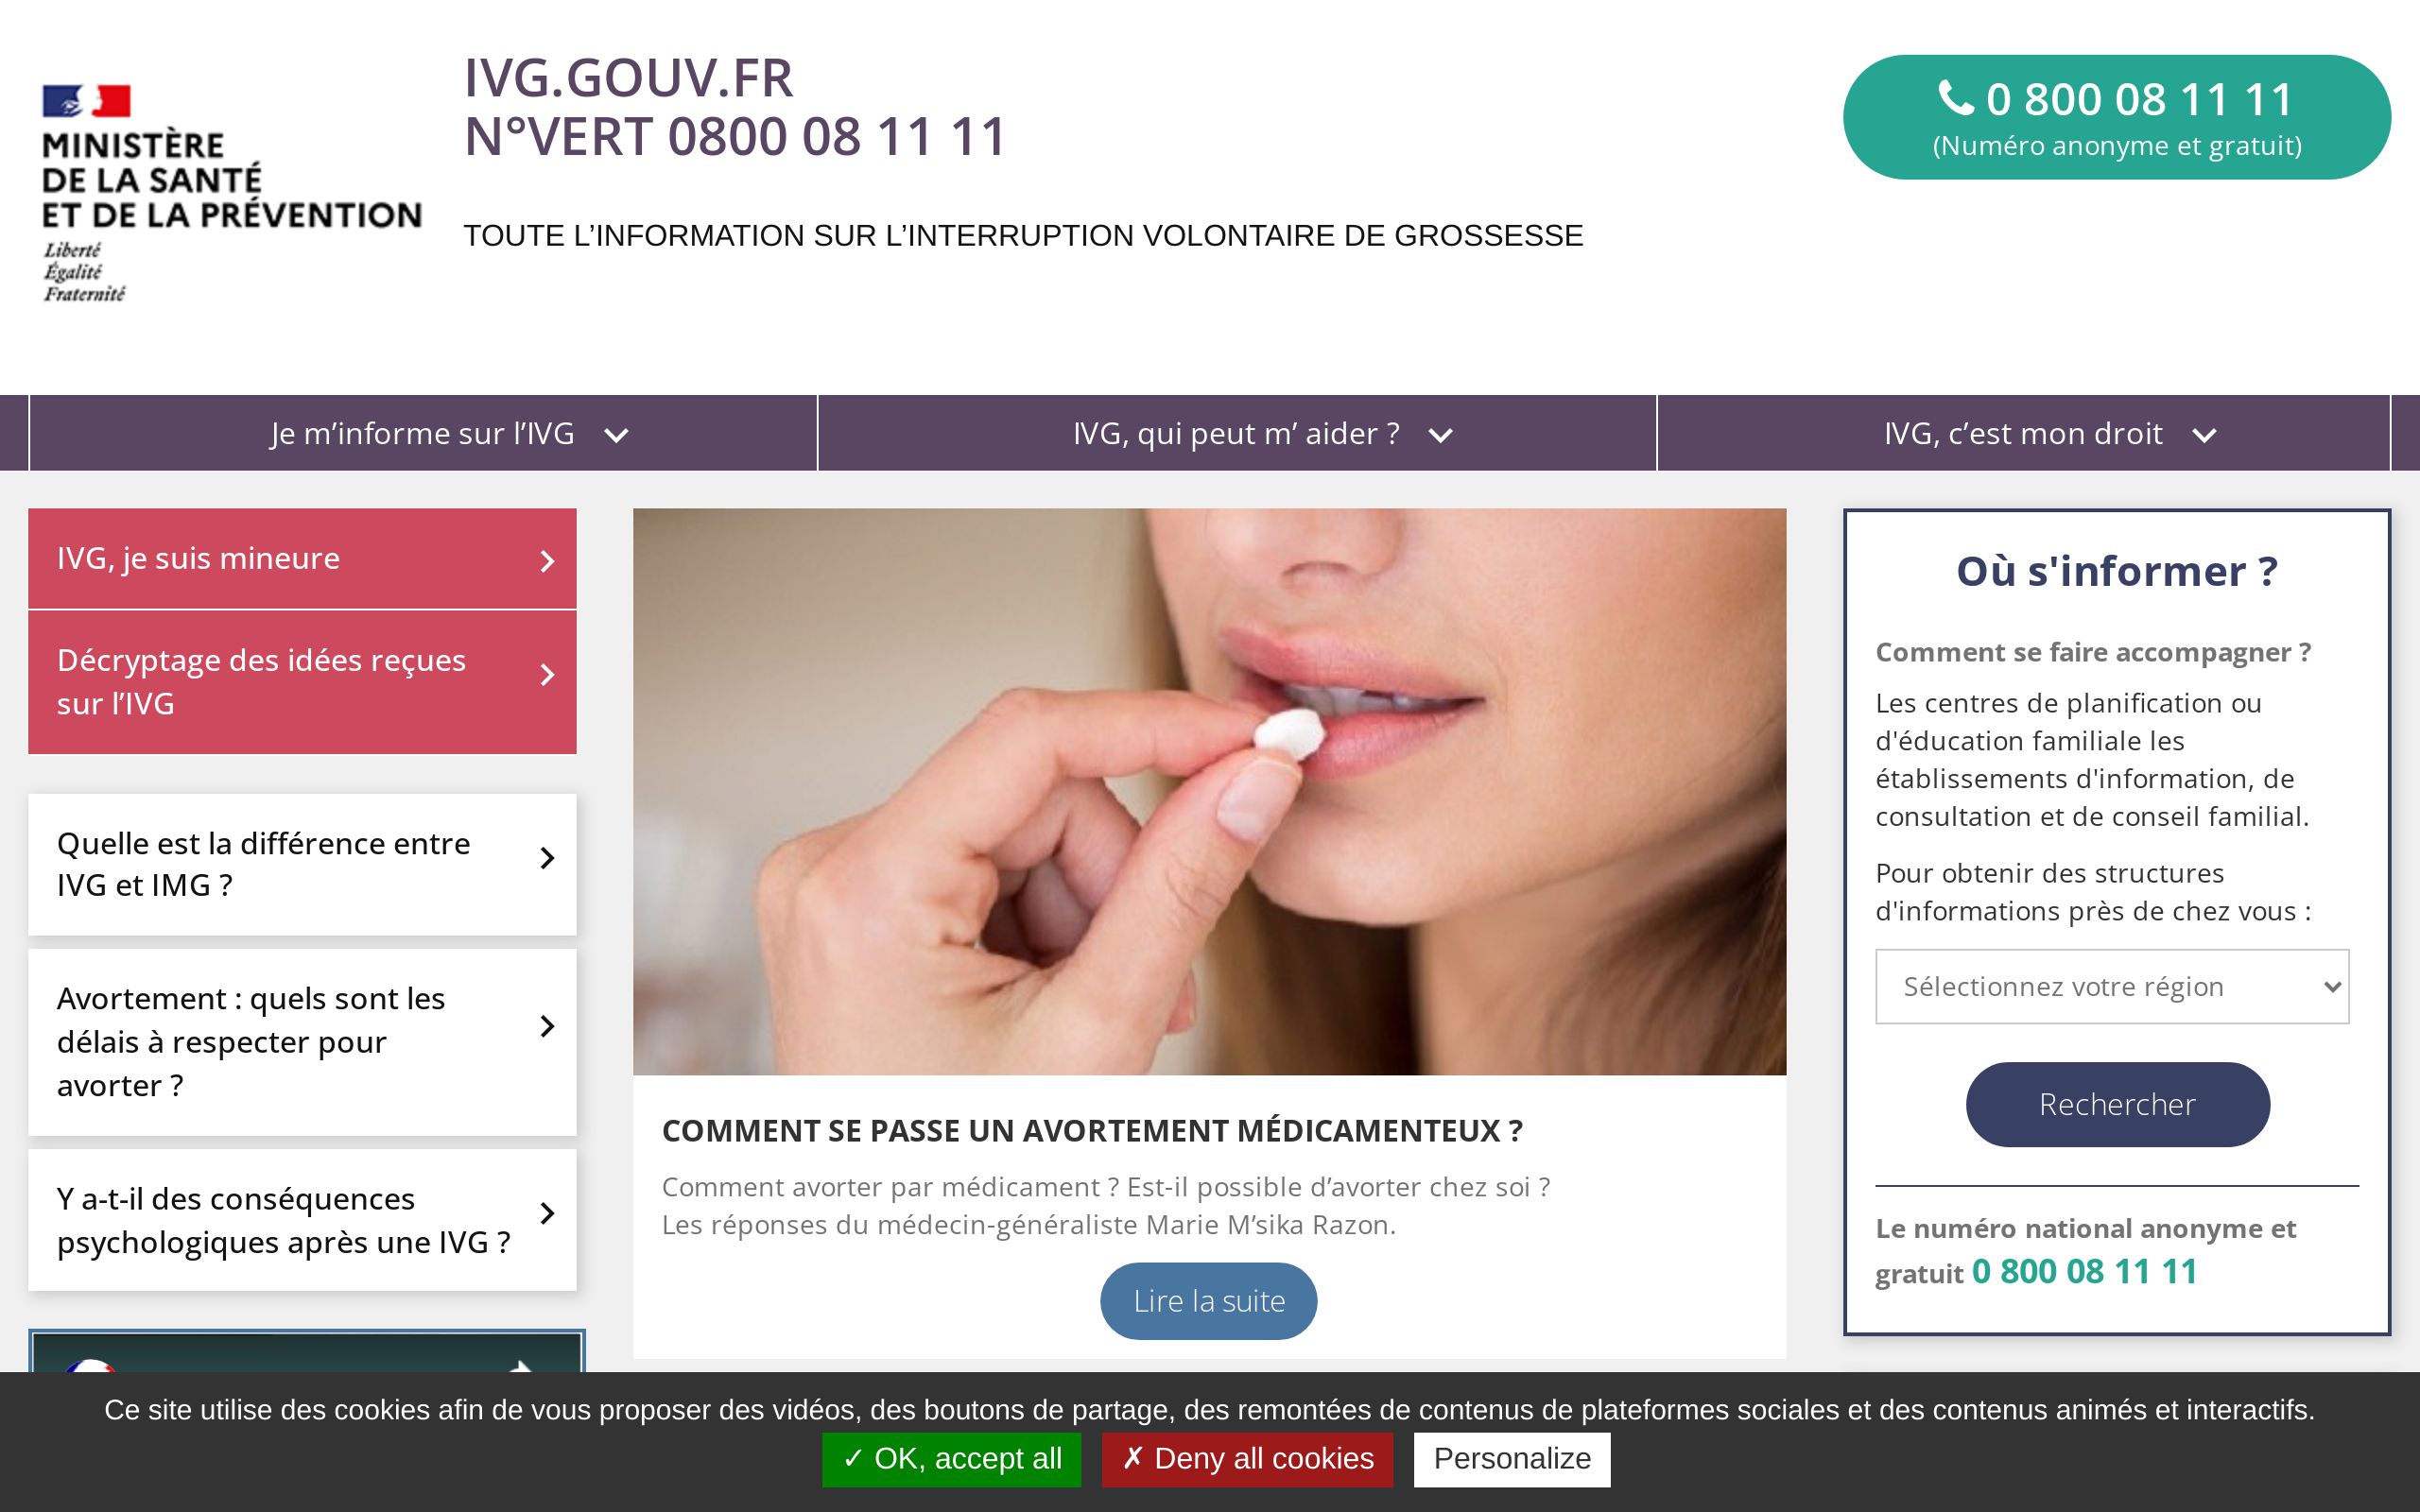 MINISTÈRE
DE LA SANTÉ
ET DE LA PRÉVENTION
Liberté
Égalité
Fraternité
IVG.GOUV.FR
N°VERT 0800 08 11 11
TOUTE L’INFORMATION SUR L’INTERRUPTION VOLONTAIRE DE GROSSESSE
0 800 08 11 11
(Numéro anonyme et gratuit)
Je m’informe sur l’IVG
IVG, qui peut m’ aider ?
IVG, c’est mon droit
IVG, je suis mineure
Décryptage des idées reçues
sur l’IVG
Quelle est la différence entre
IVG et IMG ?
Avortement : quels sont les
délais à respecter pour
avorter ?
Y a-t-il des conséquences
psychologiques après une IVG ?
COMMENT SE PASSE UN AVORTEMENT MÉDICAMENTEUX ?
Comment avorter par médicament ? Est-il possible d’avorter chez soi ?
Les réponses du médecin-généraliste Marie M’sika Razon.
Lire la suite
Où s'informer ?
Comment se faire accompagner ?
Les centres de planification ou
d'éducation familiale les
établissements d'information, de
consultation et de conseil familial.
Pour obtenir des structures
d'informations près de chez vous :
Sélectionnez votre région
Rechercher
Le numéro national anonyme et
gratuit 0 800 08 11 11
Ce site utilise des cookies afin de vous proposer des vidéos, des boutons de partage, des remontées de contenus de plateformes sociales et des contenus animés et interactifs.
✓ OK, accept all
✗ Deny all cookies
Personalize